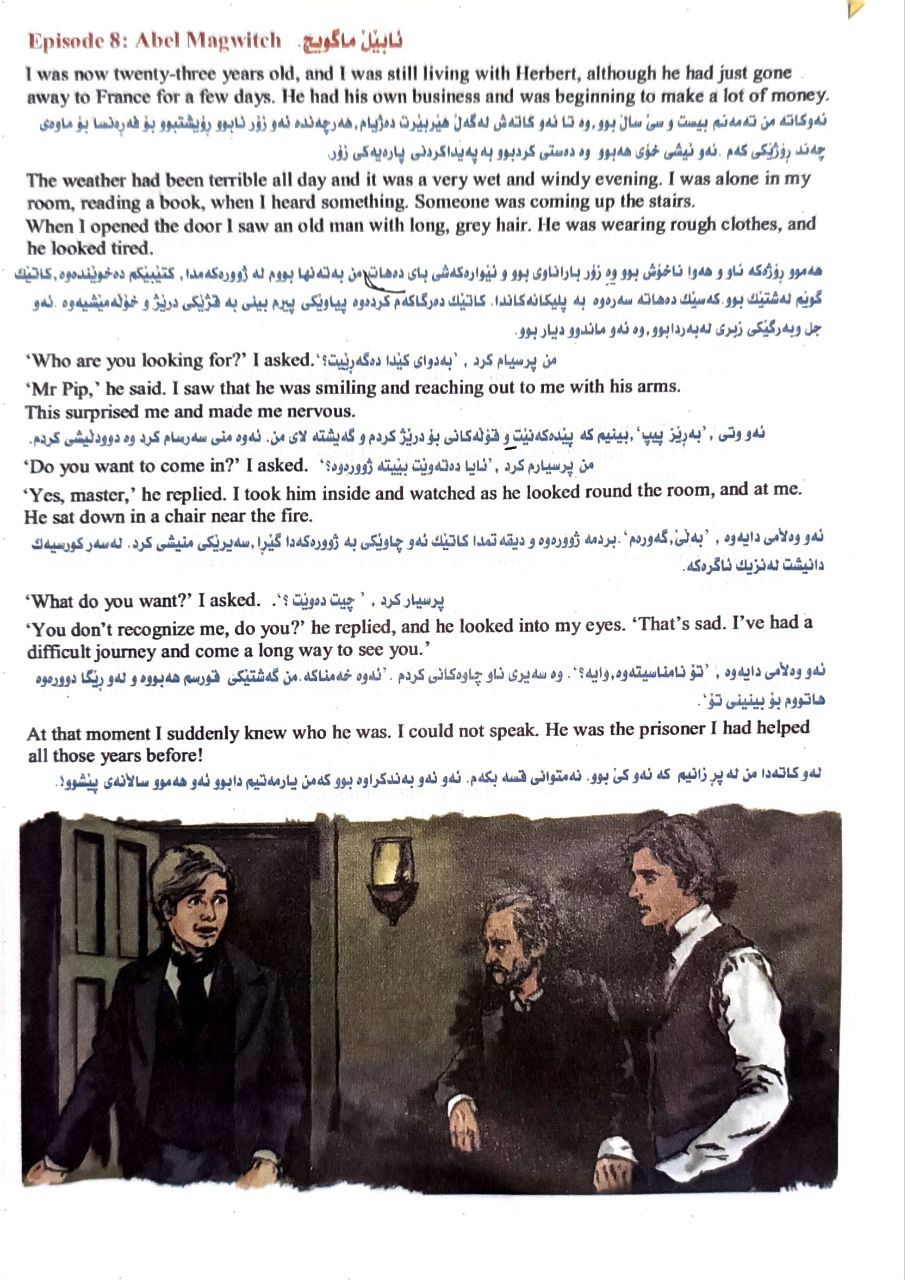 Episode 8: Abel Magwitch ئابێڵ ماگویچ.
I was now twenty-three years old, and I was still living with Herbert, although he had just gone
away to France for a few days. He had his own business and was beginning to make a lot of money.
ئەوکاتە من تەمەنم بیست و سێ ساڵ بوو,وە تا ئەو کاتەش لەگەڵ هێربێرت دەژیام,هەرچەندە ئەو زۆر ئابوو رۆیشتبوو بۆ فەرەنسا بۆ ماوەی
چەند رۆژێکی کەم .ئەو ئیشی خۆی هەبوو وە دەستی کردبوو بە پەیداکردنی پارەیەکی زۆر.
The weather had been terrible all day and it was a very wet and windy evening. I was alone in my
room, reading a book, when I heard something. Someone was coming up the stairs.
When I opened the door I saw an old man with long, grey hair. He was wearing rough clothes, and
he looked tired.
هەموو رۆژەکە ئاو و هەوا ناخۆش بوو وە زۆر باراناوی بوو و ئێوارەکەشی بای دەهات من بەتەنها بووم لە ژوورەکەمدا, کتێبێکم دەخوێندەوە,کاتێك
گوێم لەشتێك بوو.کەسێك دەهاتە سەرەوە بە پلیکانەکاندا. کاتێك دەرگاکەم کردەوە پیاوێکی پیرم بینی بە قژێکی درێژ و خۆڵەمێشیەوە .ئەو
جل وبەرگێکی زبری لەبەردابوو,وە ئەو ماندوو دیار بوو.
‘Who are you looking for?’ I asked. من پرسیام کرد , ’بەدوای کێدا دەگەرێیت؟‘
‘Mr Pip,’ he said. I saw that he was smiling and reaching out to me with his arms.
This surprised me and made me nervous.
ئەو وتی , ’بەرێز پیپ‘,بینیم کە پێدەکەنێت و قۆڵەکانی بۆ درێژ کردم و گەیشتە لای من. ئەوە منی سەرسام کرد وە دوودڵیشی کردم.
‘Do you want to come in?’ I asked. من پرسیارم کرد , ’ئایا دەتەوێت بێیتە ژوورەوە؟‘
‘Yes, master,’ he replied. I took him inside and watched as he looked round the room, and at me.
He sat down in a chair near the fire.
ئەو وەڵامی دایەوە , ’بەڵێ,گەورەم‘.بردمە ژوورەوە و دیقە تمدا کاتێك ئەو چاوێکی بە ژوورەکەدا گێرا,سەیرێکی منیشی کرد. لەسەر کورسیەك
دانیشت لەنزیك ئاگرەکە.
‘What do you want?’ I asked. پرسیار کرد , ’ چیت دەوێت ؟‘.
‘You don’t recognize me, do you?’ he replied, and he looked into my eyes. ‘That’s sad. I’ve had a
difficult journey and come a long way to see you.’
ئەو وەڵامی دایەوە , ’تۆ نامناسیتەوە,وایە؟‘. وە سەیری ناو چاوەکانی کردم .’ئەوە خەمناکە.من گەشتێکی قورسم هەبووە و لەو رێگا دوورەوە
هاتووم بۆ بینینی تۆ‘.
At that moment I suddenly knew who he was. I could not speak. He was the prisoner I had helped
all those years before!
لەو کاتەدا من لە پڕ زانیم کە ئەو کێ بوو. نەمتوانی قسە بکەم. ئەو ئەو بەندکراوە بوو کەمن یارمەتیم دابوو ئەو هەموو ساڵانەی پێشوو!.